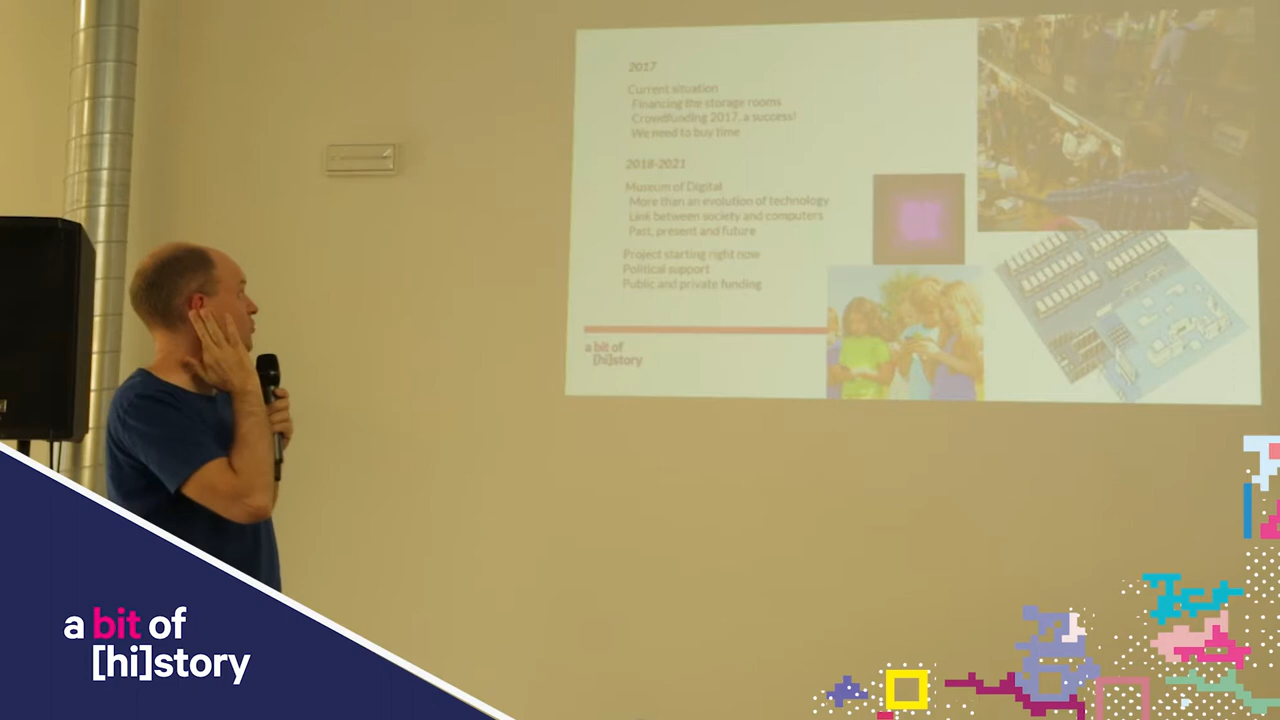 2017
Current situation
Financing the storage rooms
Crowdfunding 2017, a success!
We need to buy time
2018-2021
Museum of Digital
More than an evolution of technology
Link between society and computers
Past, present and future
Project starting right now
Political support
Public and private funding
a bit of
[hi]story
a bit of
[hi]story